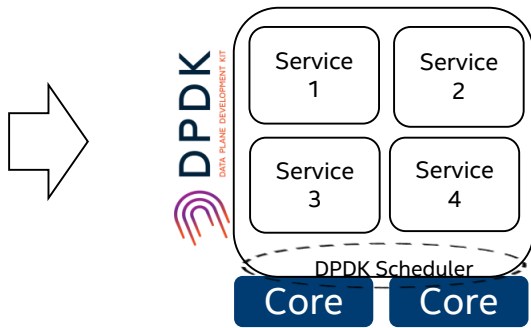 DPDK
DATA PLANE DEVELOPMENT KIT
Service
1
Service
2
Service
3
Service
4
DPDK Scheduler
Core
Core